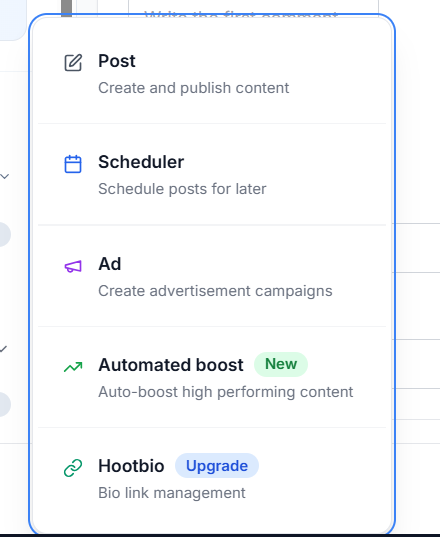 Write the first comment
Post
Create and publish content
Scheduler
Schedule posts for later
Ad
Create advertisement campaigns
Automated boost New
Auto-boost high performing content
Hootbio Upgrade
Bio link management